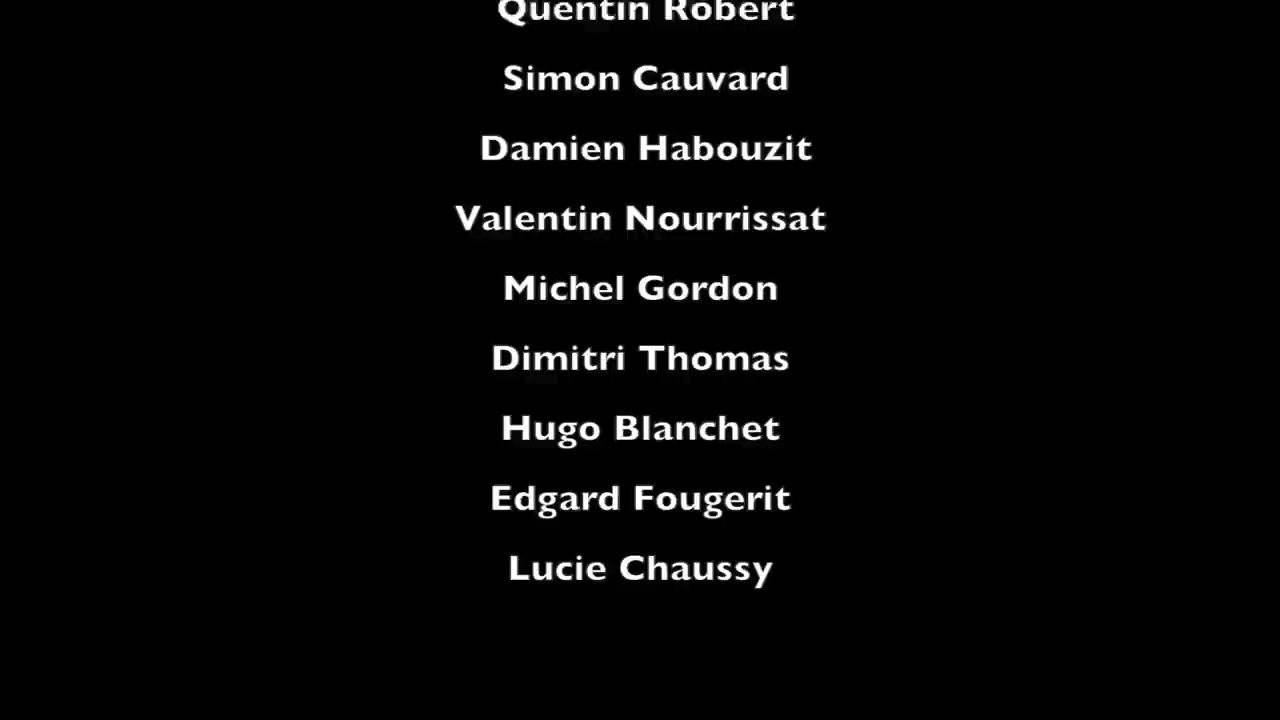 Quentin Robert
Simon Cauvard
Damien Habouzit
Valentin Nourrissat
Michel Gordon
Dimitri Thomas
Hugo Blanchet
Edgard Fougerit
Lucie Chaussy